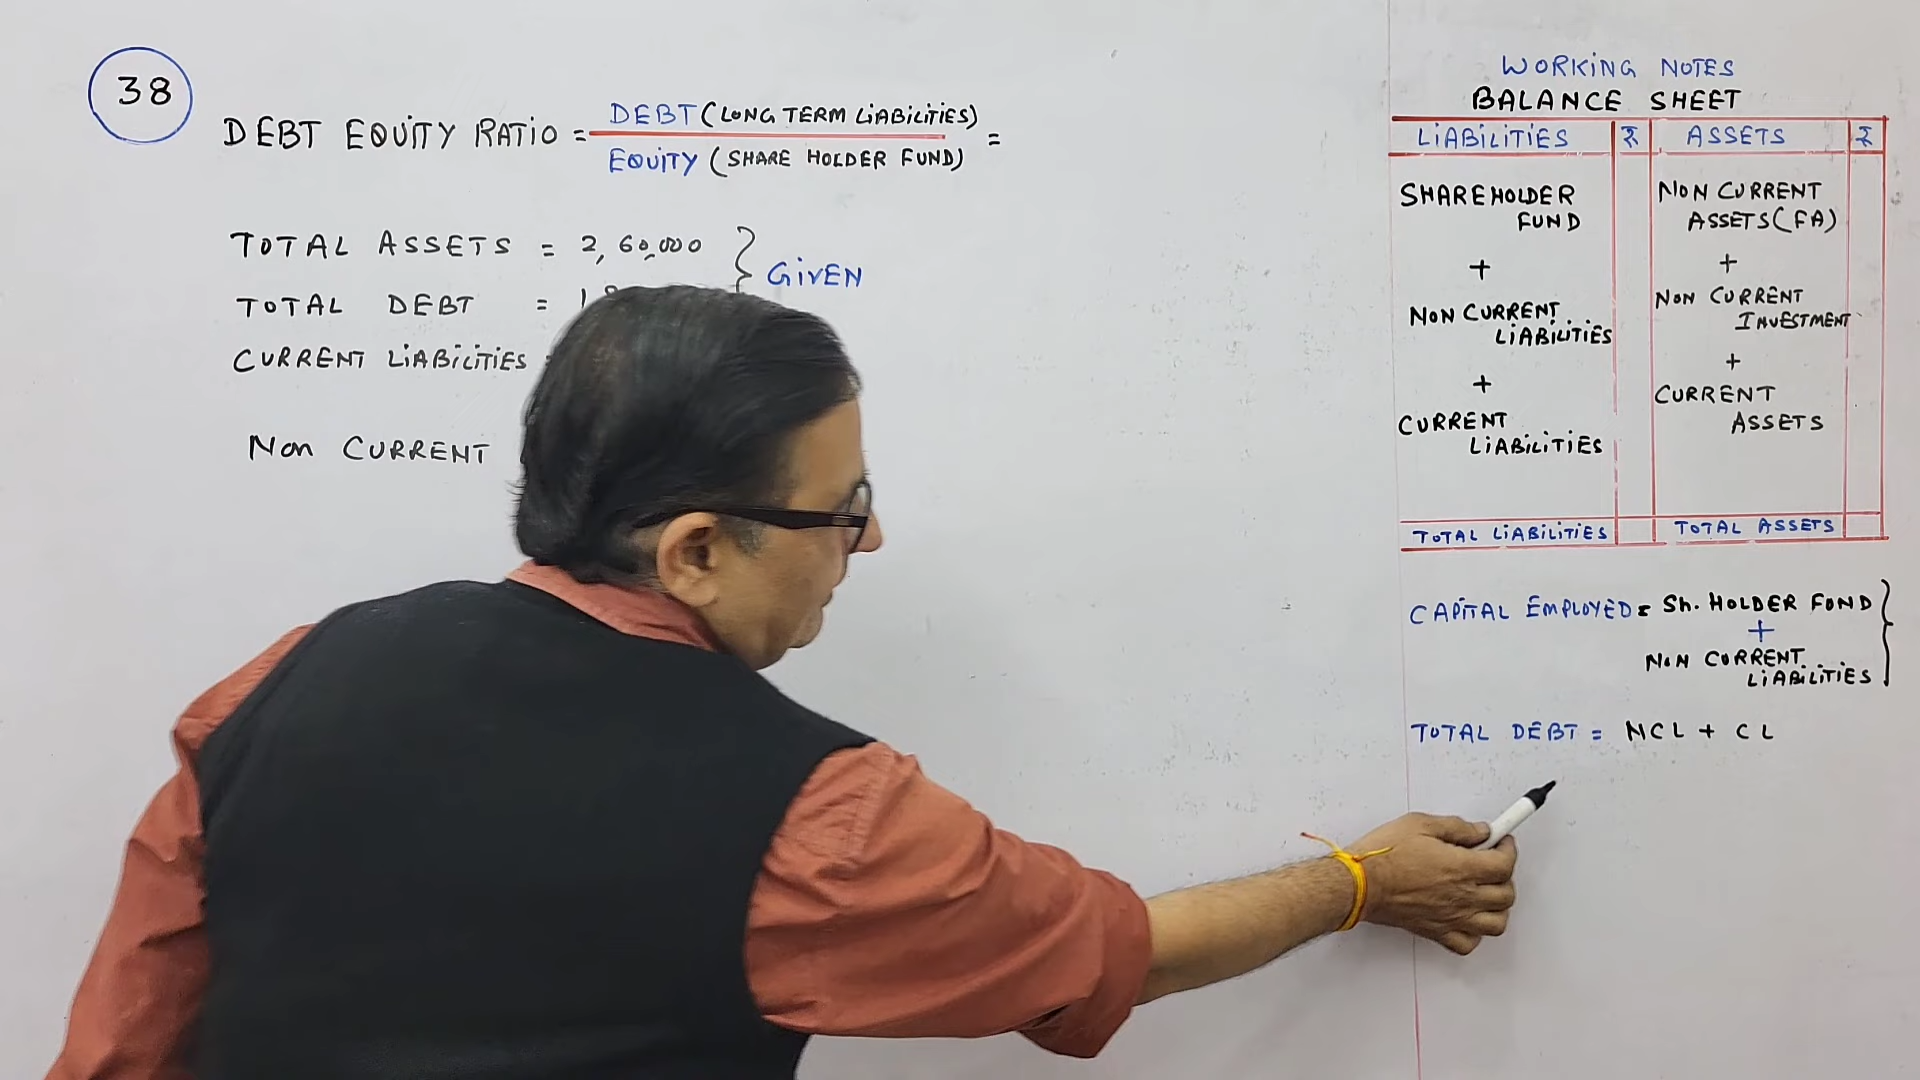 38
DEBT EQUITY RATIO = DEBT (LONG TERM LIABILITIES) =
EQUITY (SHARE HOLDER FUND)
TOTAL ASSETS = 2,60,000
GIVEN
TOTAL DEBT =
CURRENT LIABILITIES
NON CURRENT
WORKING NOTES
BALANCE SHEET
LIABILITIES ₹ ASSETS ₹
SHAREHOLDER NON CURRENT
FUND ASSETS (FA)
+ +
NON CURRENT NON CURRENT
LIABILITIES INVESTMENT
+ +
CURRENT CURRENT
LIABILITIES ASSETS
TOTAL LIABILITIES TOTAL ASSETS
CAPITAL EMPLOYED = Sh. HOLDER FOND
+
NON CURRENT
LIABILITIES
TOTAL DEBT = NCL + CL